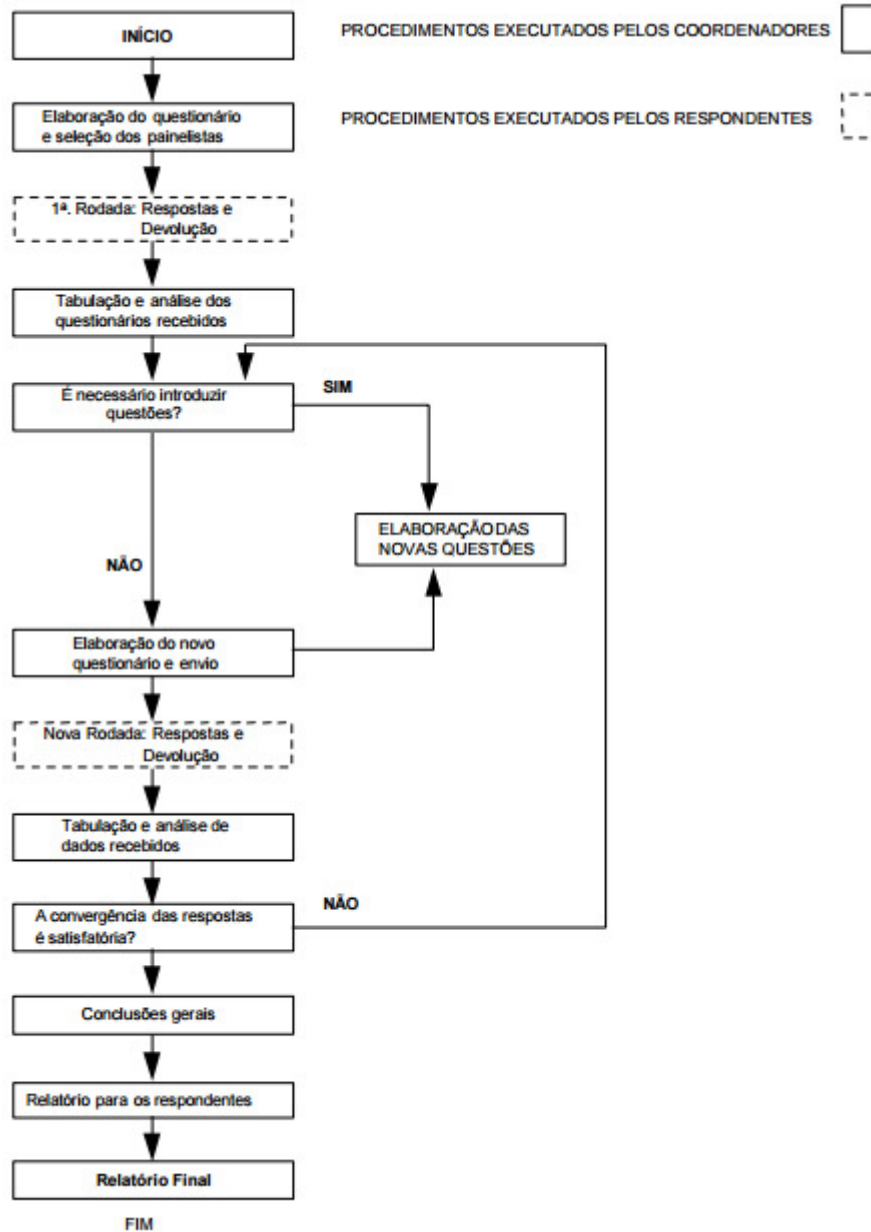 INÍCIO
PROCEDIMENTOS EXECUTADOS PELOS COORDENADORES
Elaboração do questionário
e seleção dos painelistas
PROCEDIMENTOS EXECUTADOS PELOS RESPONDENTES
1ª. Rodada: Respostas e
Devolução
Tabulação e análise dos
questionários recebidos
É necessário introduzir
questões?
SIM
ELABORAÇÃO DAS
NOVAS QUESTÕES
NÃO
Elaboração do novo
questionário e envio
Nova Rodada: Respostas e
Devolução
Tabulação e análise de
dados recebidos
A convergência das respostas
é satisfatória?
NÃO
Conclusões gerais
Relatório para os respondentes
Relatório Final
FIM